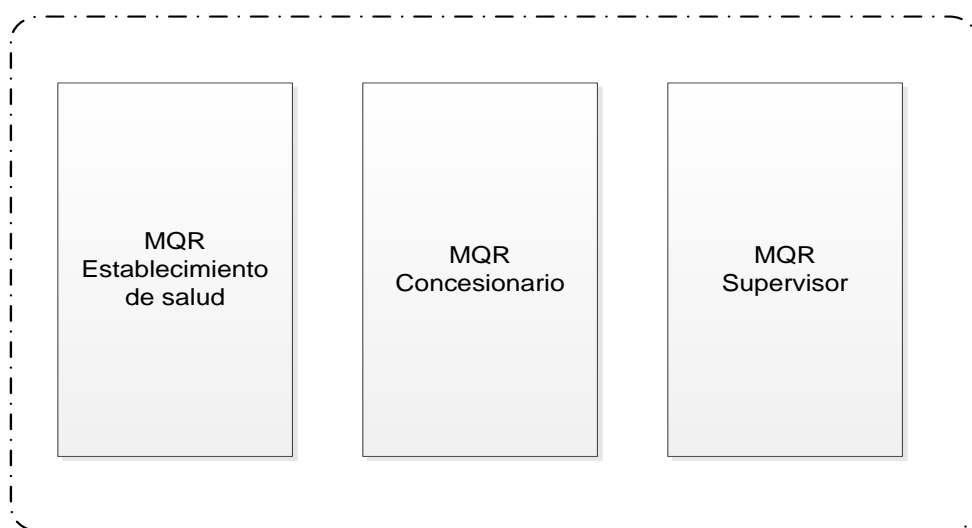 MQR
Establecimiento
de salud
MQR
Concesionario
MQR
Supervisor